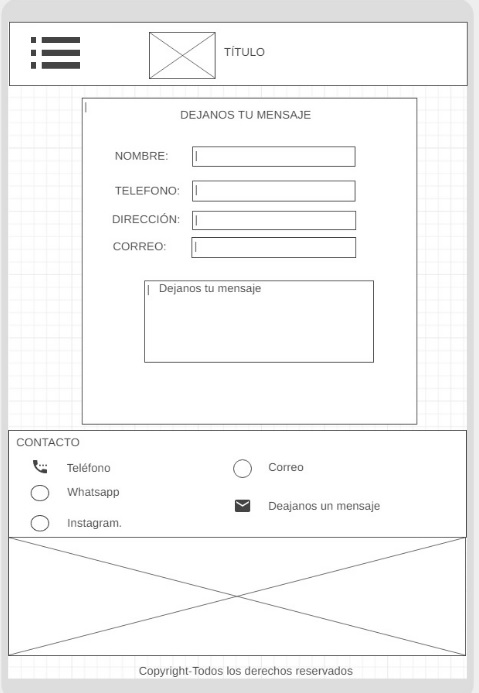 TÍTULO
DEJANOS TU MENSAJE
NOMBRE:
TELEFONO:
DIRECCIÓN:
CORREO:
Dejanos tu mensaje
CONTACTO
Teléfono
Correo
Whatsapp
Deajanos un mensaje
Instagram.
Copyright-Todos los derechos reservados